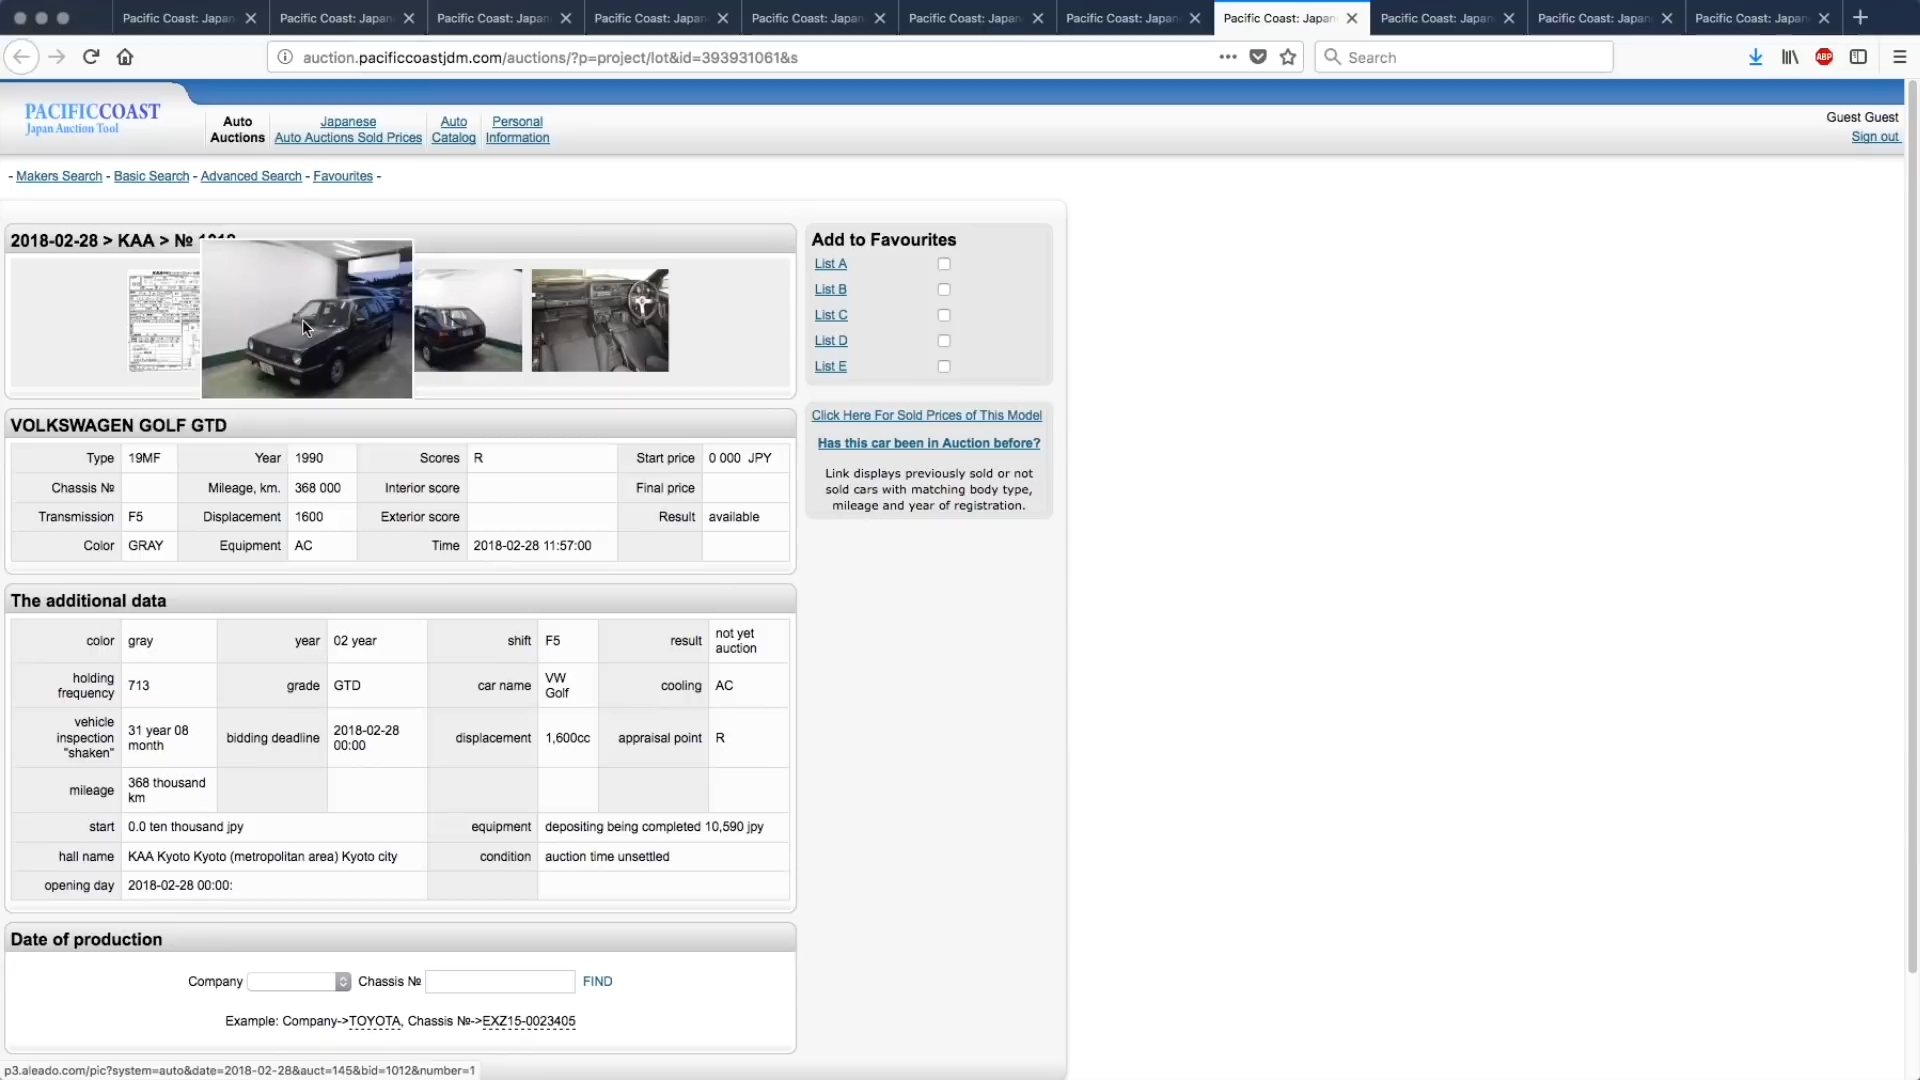 Pacific Coast: Japan
Pacific Coast: Japan
Pacific Coast: Japan
Pacific Coast: Japan
Pacific Coast: Japan
Pacific Coast: Japan
Pacific Coast: Japan
Pacific Coast: Japan
Pacific Coast: Japan
Pacific Coast: Japan
Pacific Coast: Japan
auction.pacificcoastjdm.com/auctions/?p=project/lot&id=393931061&s
Search
ABP
PACIFICCOAST
Japan Auction Tool
Auto Auctions
Japanese Auto Auctions Sold Prices
Auto Catalog
Personal Information
Guest Guest
Sign out
- Makers Search - Basic Search - Advanced Search - Favourites -
2018-02-28 > KAA > № 1012
Add to Favourites
List A
List B
List C
List D
List E
Click Here For Sold Prices of This Model
Has this car been in Auction before?
Link displays previously sold or not
sold cars with matching body type,
mileage and year of registration.
VOLKSWAGEN GOLF GTD
Type 19MF Year 1990 Scores R Start price 0 000 JPY
Chassis № Mileage, km. 368 000 Interior score Final price
Transmission F5 Displacement 1600 Exterior score Result available
Color GRAY Equipment AC Time 2018-02-28 11:57:00
The additional data
color gray year 02 year shift F5 result not yet auction
holding frequency 713 grade GTD car name VW Golf cooling AC
vehicle inspection "shaken" 31 year 08 month bidding deadline 2018-02-28 00:00 displacement 1,600cc appraisal point R
mileage 368 thousand km
start 0.0 ten thousand jpy equipment depositing being completed 10,590 jpy
hall name KAA Kyoto Kyoto (metropolitan area) Kyoto city condition auction time unsettled
opening day 2018-02-28 00:00:
Date of production
Company Chassis № FIND
Example: Company->TOYOTA, Chassis №->EXZ15-0023405
p3.aleado.com/pic?system=auto&date=2018-02-28&auct=145&bid=1012&number=1